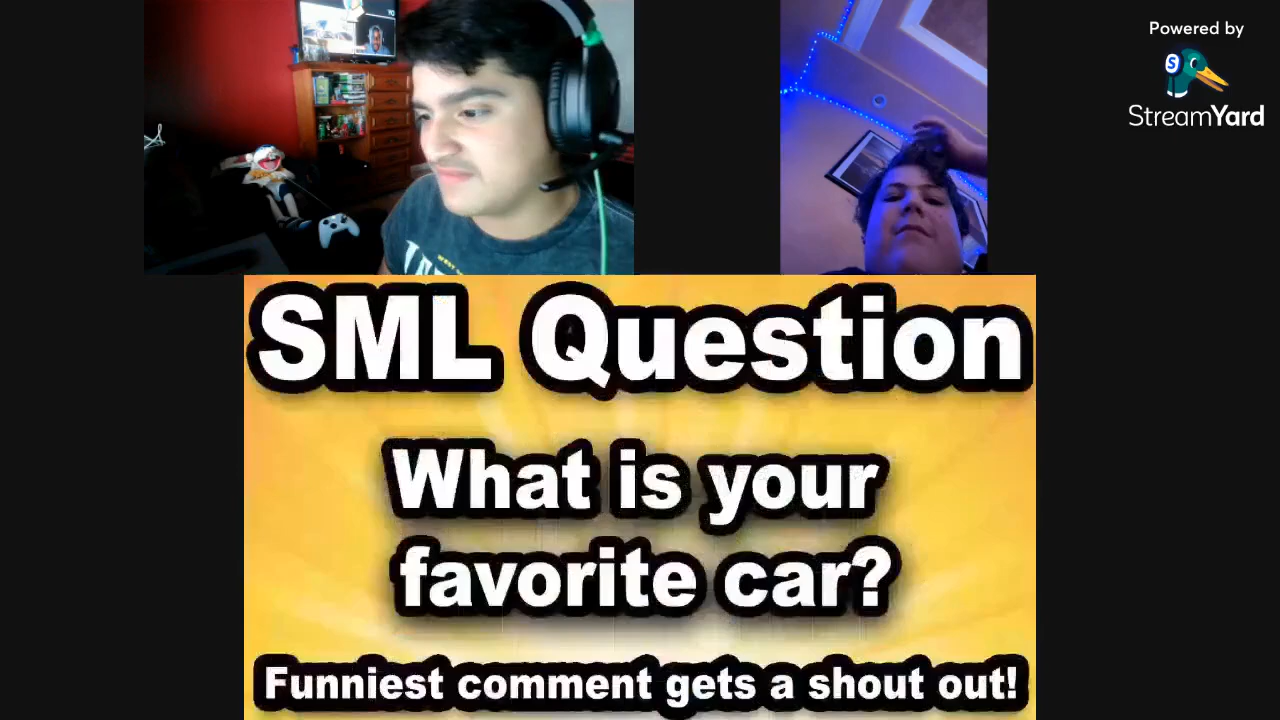 Powered by
StreamYard
SML Question
What is your
favorite car?
Funniest comment gets a shout out!